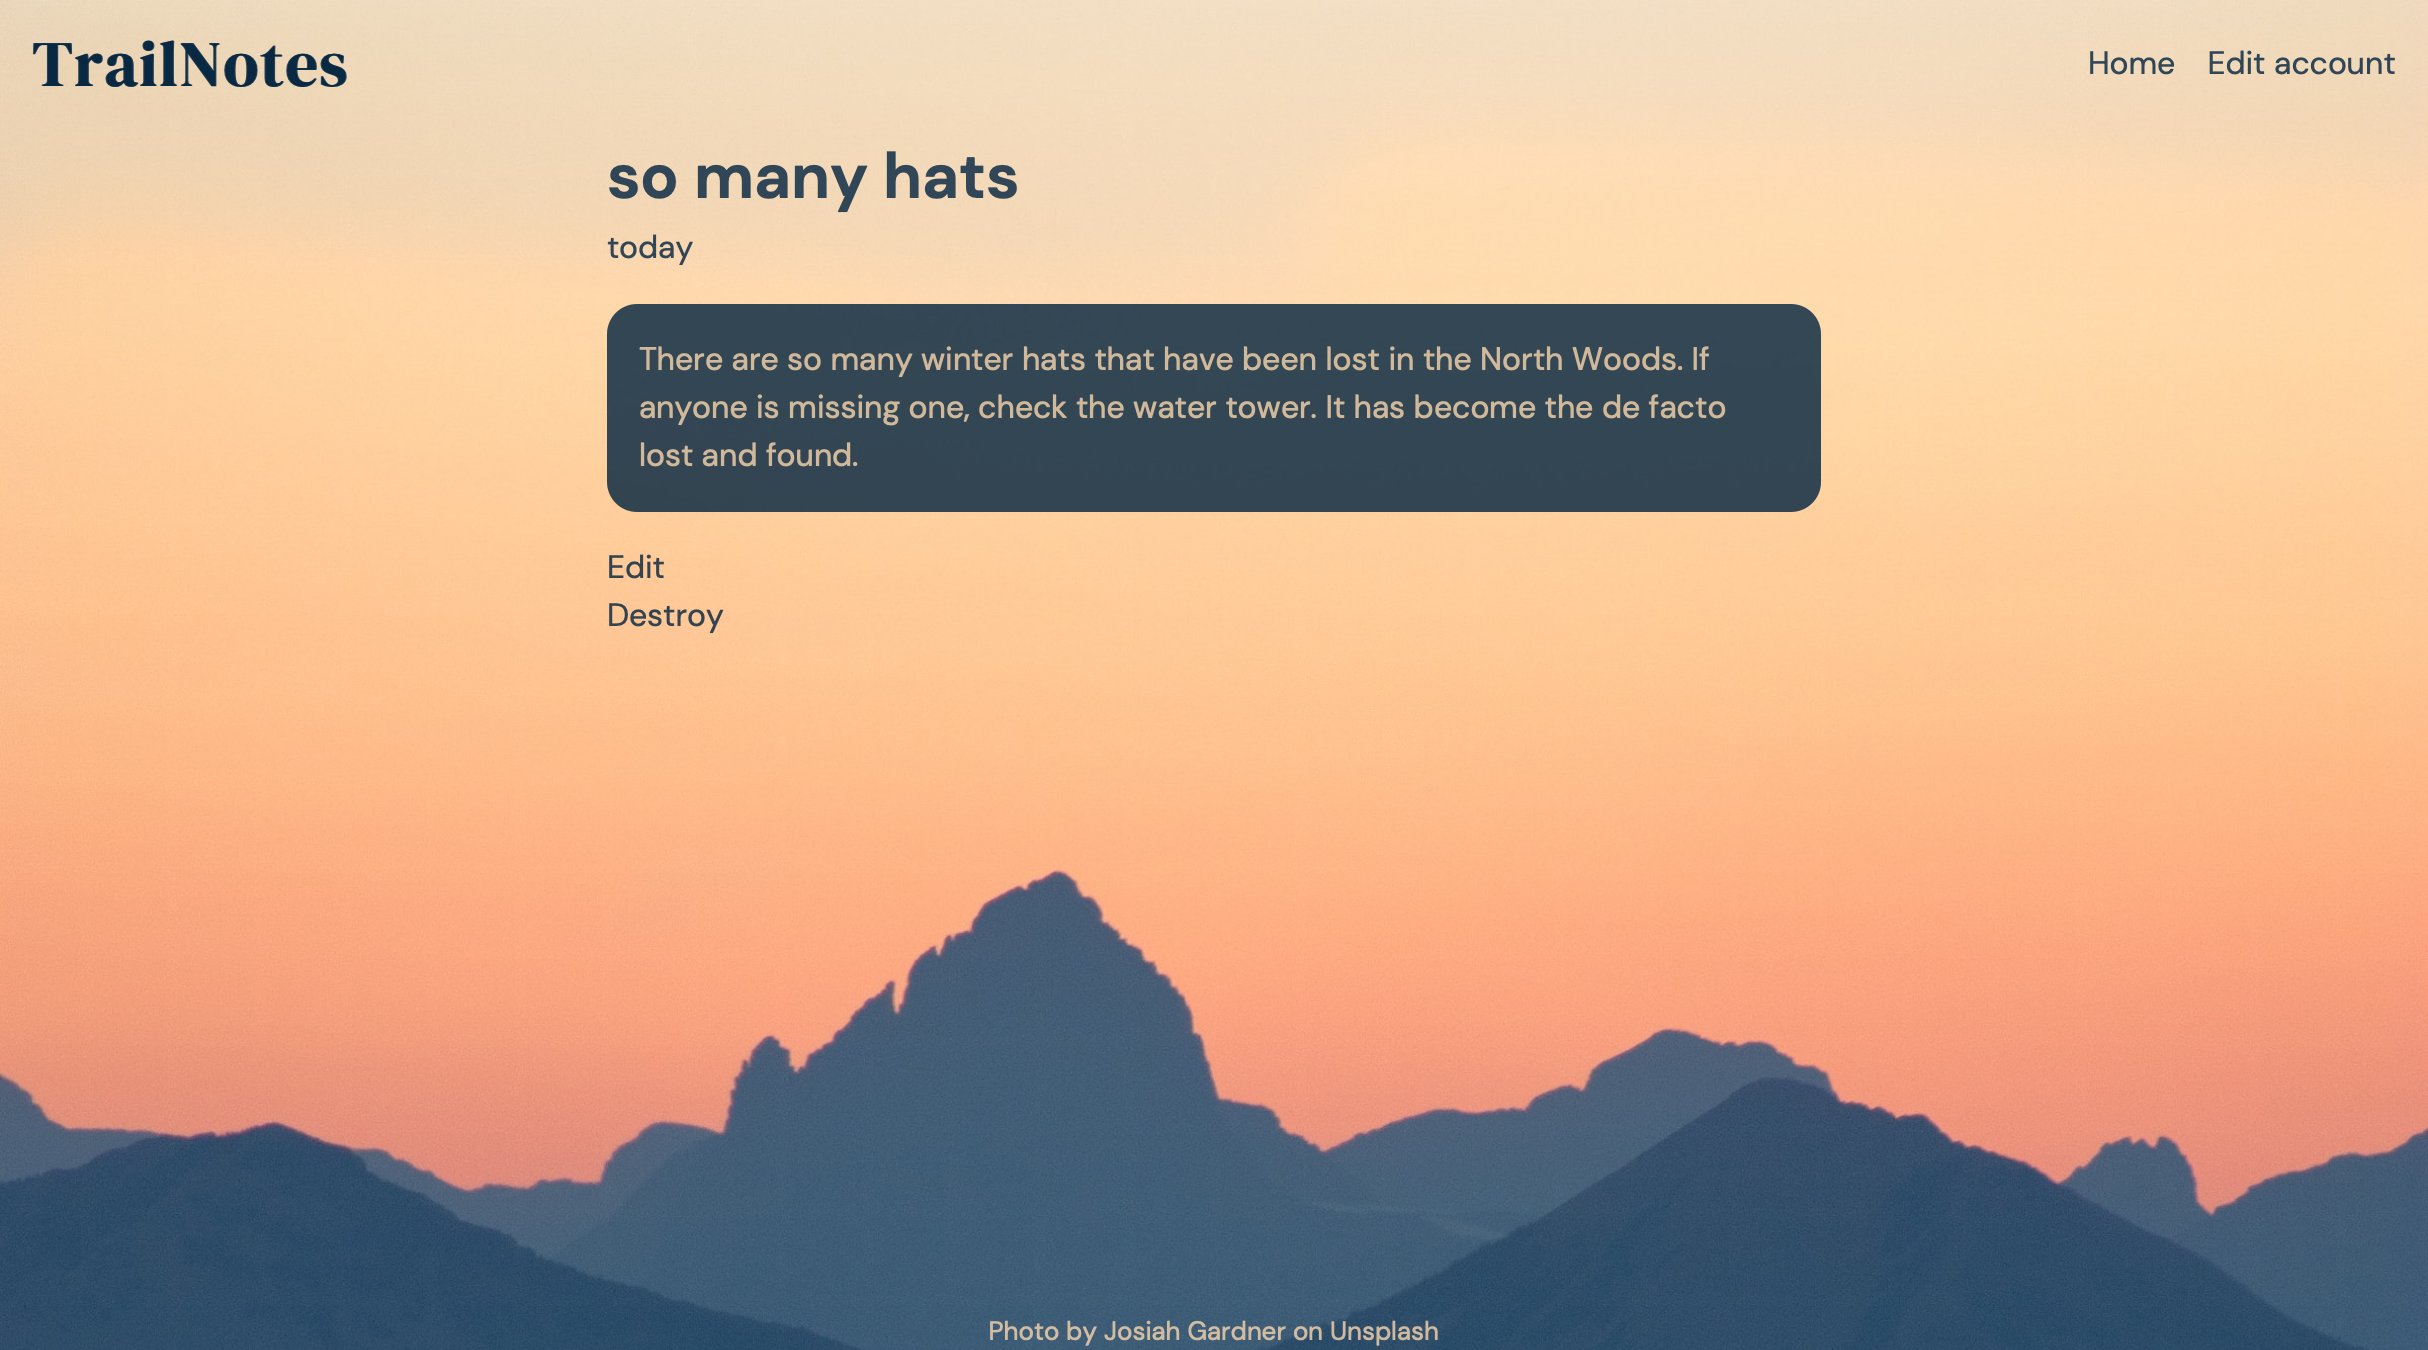 TrailNotes
Home Edit account
so many hats
today
There are so many winter hats that have been lost in the North Woods. If
anyone is missing one, check the water tower. It has become the de facto
lost and found.
Edit
Destroy
Photo by Josiah Gardner on Unsplash